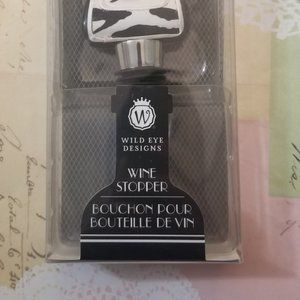 W
WILD EYE
DESIGNS
WINE
STOPPER
BOUCHON POUR
BOUTEILLE DE VIN